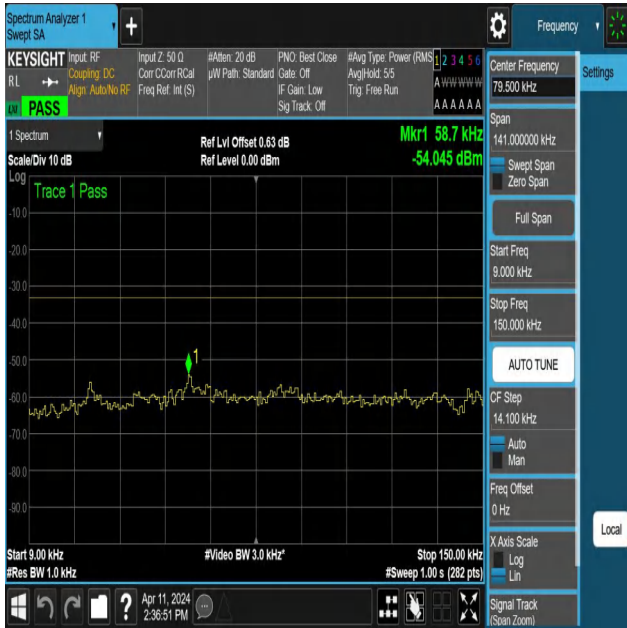 Spectrum Analyzer 1
Swept SA
+
Frequency
KEYSIGHT
RL
PASS
Input: RF
Coupling: DC
Align: Auto/No RF
Input Z: 50 Ω
Corr CCorr RCal
Freq Ref: Int (S)
#Atten: 20 dB
µW Path: Standard
PNO: Best Close
Gate: Off
IF Gain: Low
Sig Track: Off
#Avg Type: Power (RMS
Avg|Hold: 5/5
Trig: Free Run
1 2 3 4 5 6
A W W W W W
A A A A A A
1 Spectrum
Scale/Div 10 dB
Ref Lvl Offset 0.63 dB
Ref Level 0.00 dBm
Mkr1 58.7 kHz
-54.045 dBm
Log
Trace 1 Pass
-10.0
-20.0
-30.0
-40.0
-50.0
-60.0
-70.0
-80.0
-90.0
1
Start 9.00 kHz
#Res BW 1.0 kHz
#Video BW 3.0 kHz*
Stop 150.00 kHz
#Sweep 1.00 s (282 pts)
?
Apr 11, 2024
2:36:51 PM
Center Frequency
79.500 kHz
Settings
Span
141.000000 kHz
Swept Span
Zero Span
Full Span
Start Freq
9.000 kHz
Stop Freq
150.000 kHz
AUTO TUNE
CF Step
14.100 kHz
Auto
Man
Freq Offset
0 Hz
Local
X Axis Scale
Log
Lin
Signal Track
(Span Zoom)